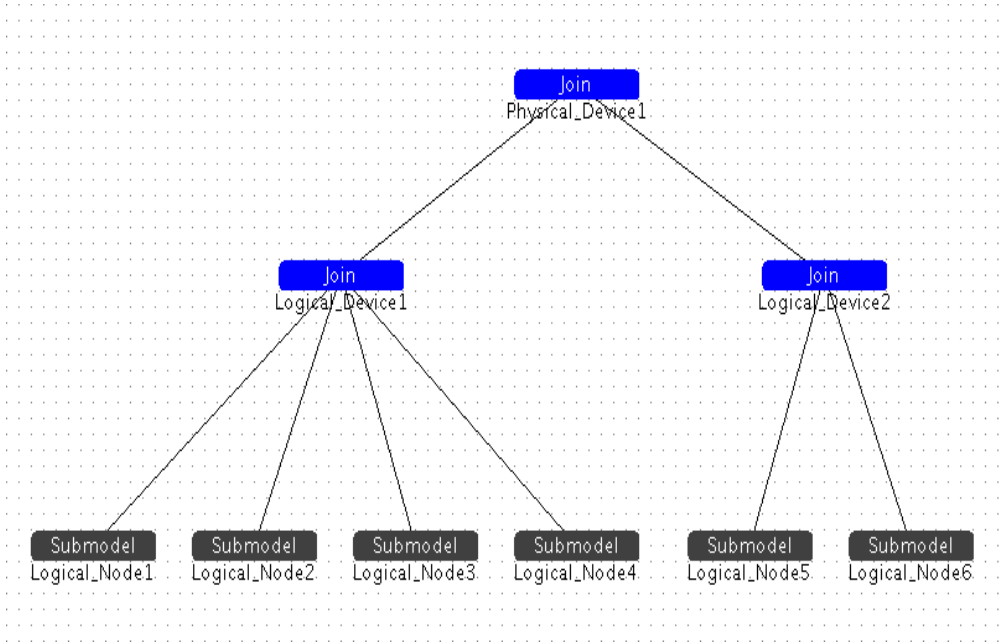 Join
Physical_Device1
Join
Logical_Device1
Join
Logical_Device2
Submodel
Logical_Node1
Submodel
Logical_Node2
Submodel
Logical_Node3
Submodel
Logical_Node4
Submodel
Logical_Node5
Submodel
Logical_Node6